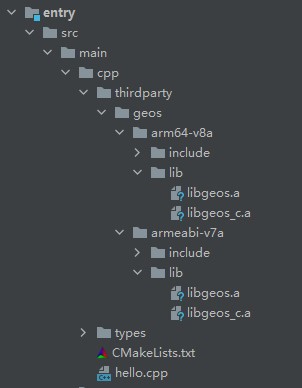 entry
src
main
cpp
thirdparty
geos
arm64-v8a
include
lib
libgeos.a
libgeos_c.a
armeabi-v7a
include
lib
libgeos.a
libgeos_c.a
types
CMakeLists.txt
hello.cpp